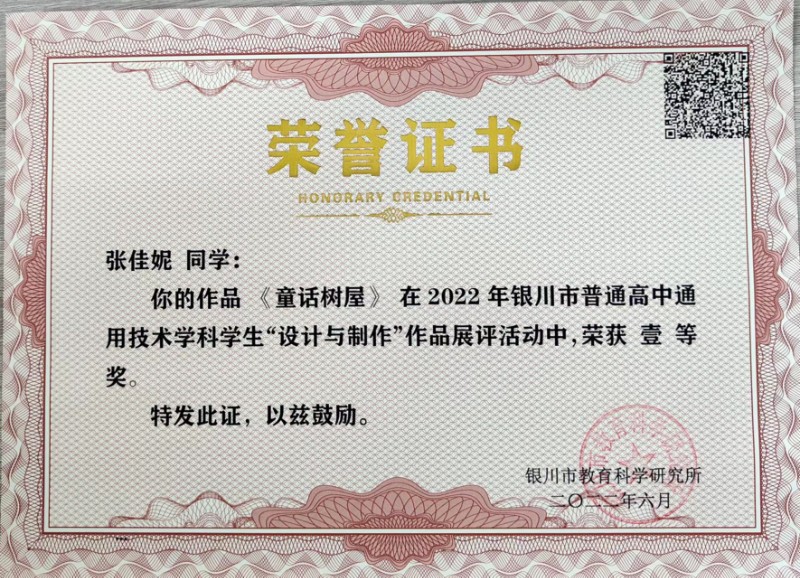 荣誉证书
HONORARY CREDENTIAL
张佳妮 同学：
你的作品 《童话树屋》 在 2022 年银川市普通高中通
用技术学科学生“设计与制作”作品展评活动中，荣获 壹 等
奖。
特发此证，以兹鼓励。
银川市教育科学研究所
二〇二二年六月